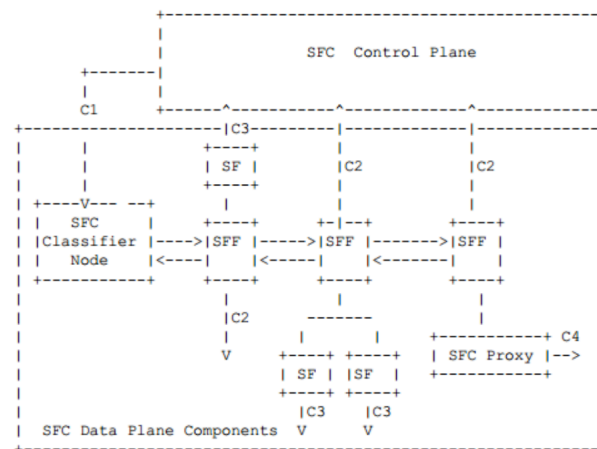 SFC Control Plane
C1
C3
SF C2 C2
SFC
Classifier SFF SFF SFF
Node
C2
C4
SFC Proxy
V SF SF
C3 C3
SFC Data Plane Components V V